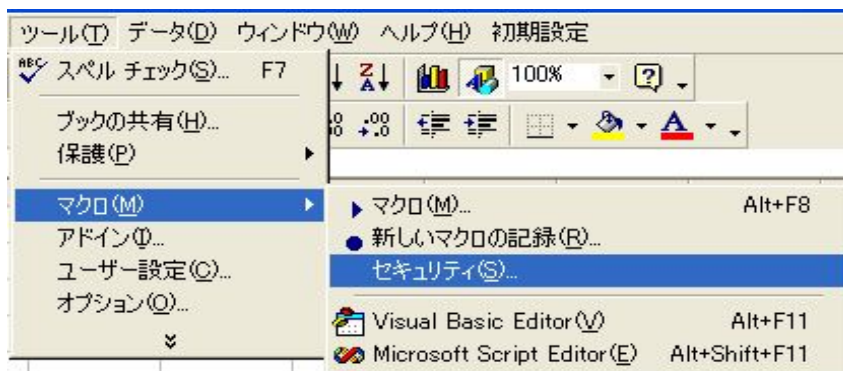 ツール(T) データ(D) ウィンドウ(W) ヘルプ(H) 初期設定
ABC スペル チェック(S)... F7
100%
ブックの共有(H)...
保護(P)
マクロ(M)
アドイン(I)...
ユーザー設定(C)...
オプション(O)...
マクロ(M)... Alt+F8
新しいマクロの記録(R)...
セキュリティ(S)...
Visual Basic Editor(V) Alt+F11
Microsoft Script Editor(E) Alt+Shift+F11